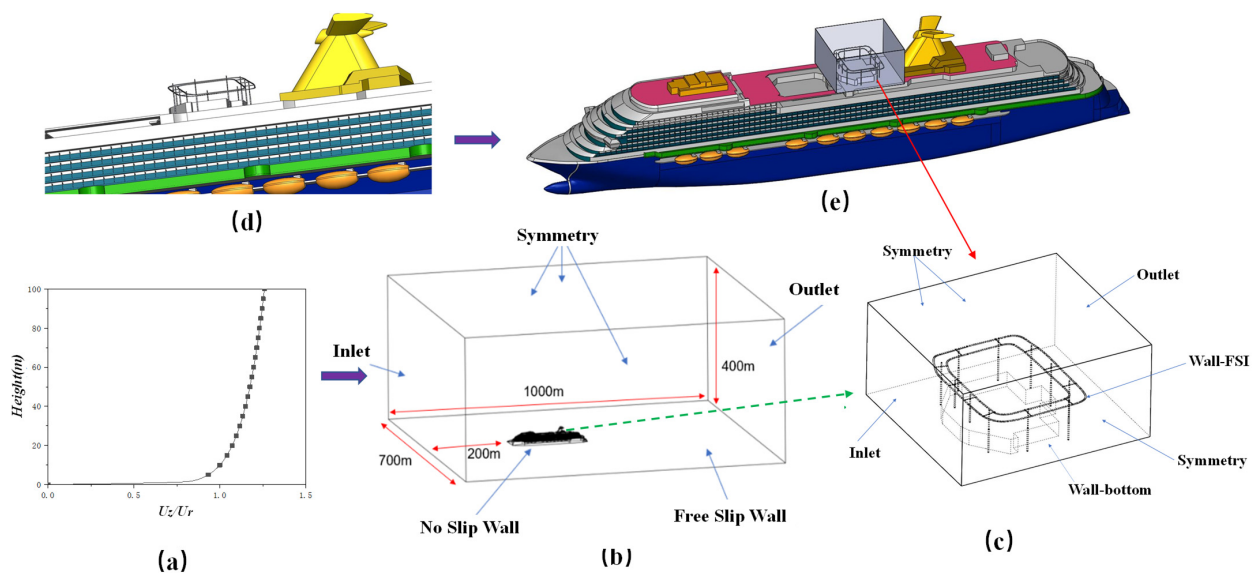 (d)
(e)
100
80
60
40
20
0
0.0
0.5
1.0
1.5
Height(m)
Uz/Ur
(a)
Symmetry
Inlet
Outlet
400m
1000m
700m
200m
No Slip Wall
Free Slip Wall
(b)
Symmetry
Outlet
Wall-FSI
Inlet
Symmetry
Wall-bottom
(c)